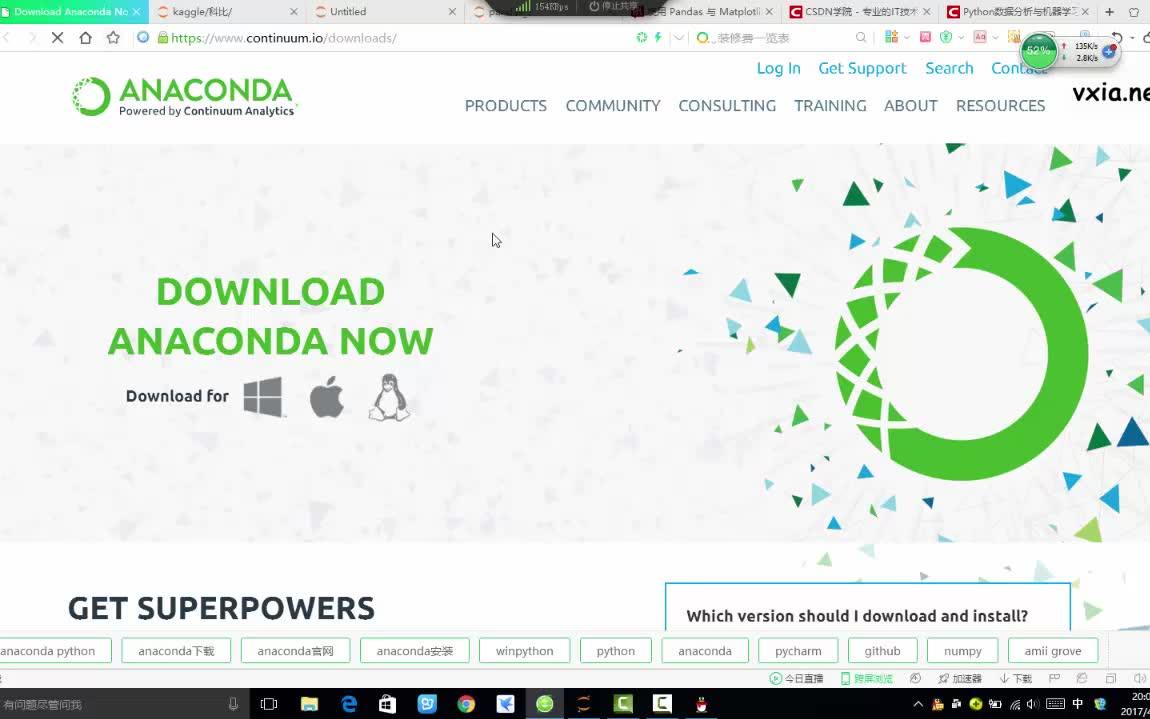 Download Anaconda No
kaggle/科比/
Untitled
154KBps
停止共享
用 Pandas 与 Matplotli
CSDN学院 - 专业的IT技术
Python数据分析与机器学习
https://www.continuum.io/downloads/
装修费一览表
52%
135K/s
2.8K/s
Log In
Get Support
Search
Contact
vxia.ne
ANACONDA
Powered by Continuum Analytics
PRODUCTS
COMMUNITY
CONSULTING
TRAINING
ABOUT
RESOURCES
DOWNLOAD
ANACONDA NOW
Download for
GET SUPERPOWERS
Which version should I download and install?
anaconda python
anaconda下载
anaconda官网
anaconda安装
winpython
python
anaconda
pycharm
github
numpy
amii grove
今日直播
跨屏浏览
加速器
下载
有问题尽管问我
中
20:0
2017/4